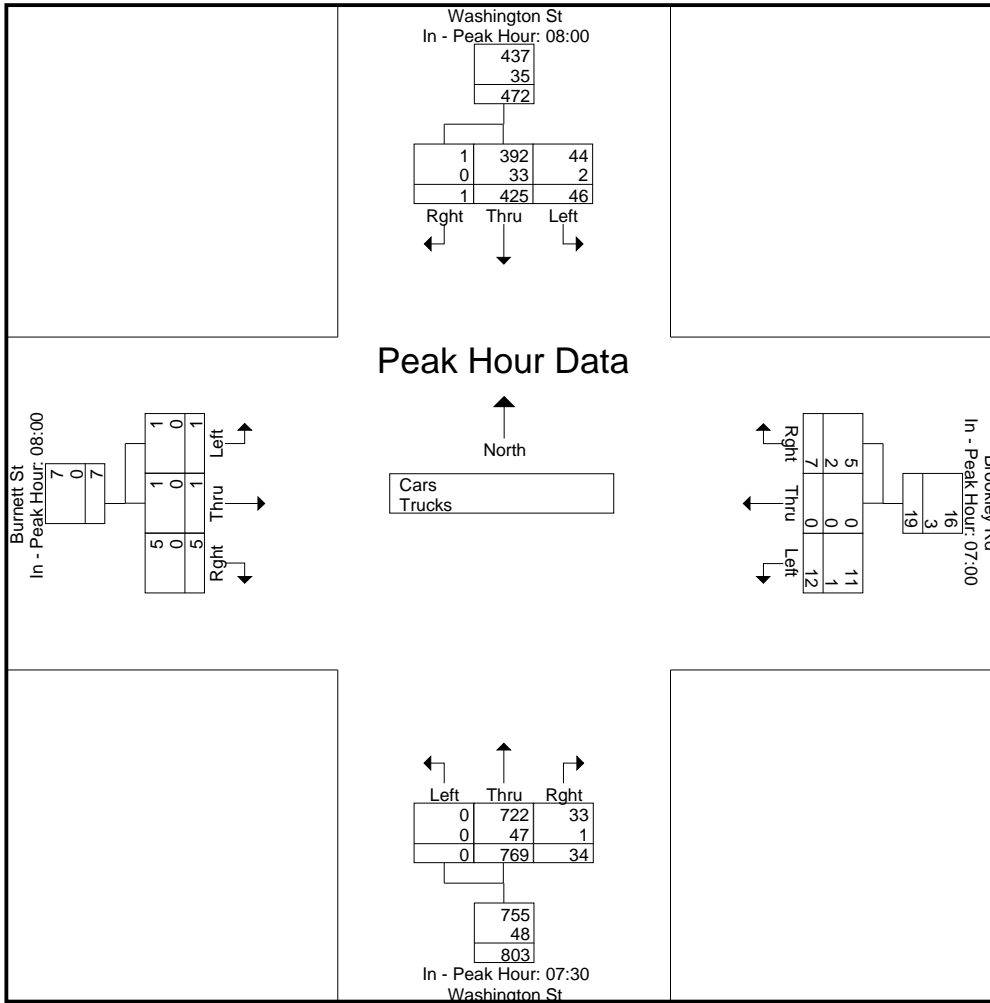 Washington St
In - Peak Hour: 08:00
437
35
472
1 392 44
0 33 2
1 425 46
Rght Thru Left
Peak Hour Data
North
Cars
Trucks
Burnett St
In - Peak Hour: 08:00
7
0
7
1 0 1
Left
1 0 1
Thru
5 0 5
Rght
Rght
7 2 5
Thru
0 0 0
Left
12 1 11
16
3
19
In - Peak Hour: 07:00
Left Thru Rght
0 722 33
0 47 1
0 769 34
755
48
803
In - Peak Hour: 07:30
Washington St